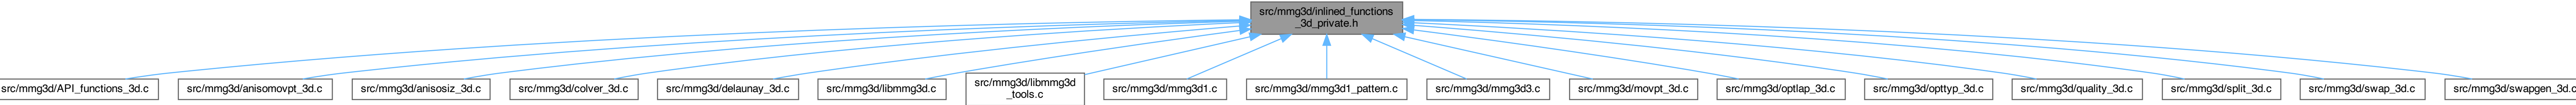 src/mmg3d/inlined_functions
_3d_private.h
src/mmg3d/API_functions_3d.c
src/mmg3d/anisomovpt_3d.c
src/mmg3d/anisosiz_3d.c
src/mmg3d/colver_3d.c
src/mmg3d/delaunay_3d.c
src/mmg3d/libmmg3d.c
src/mmg3d/libmmg3d
_tools.c
src/mmg3d/mmg3d1.c
src/mmg3d/mmg3d1_pattern.c
src/mmg3d/mmg3d3.c
src/mmg3d/movpt_3d.c
src/mmg3d/optlap_3d.c
src/mmg3d/opttyp_3d.c
src/mmg3d/quality_3d.c
src/mmg3d/split_3d.c
src/mmg3d/swap_3d.c
src/mmg3d/swapgen_3d.c